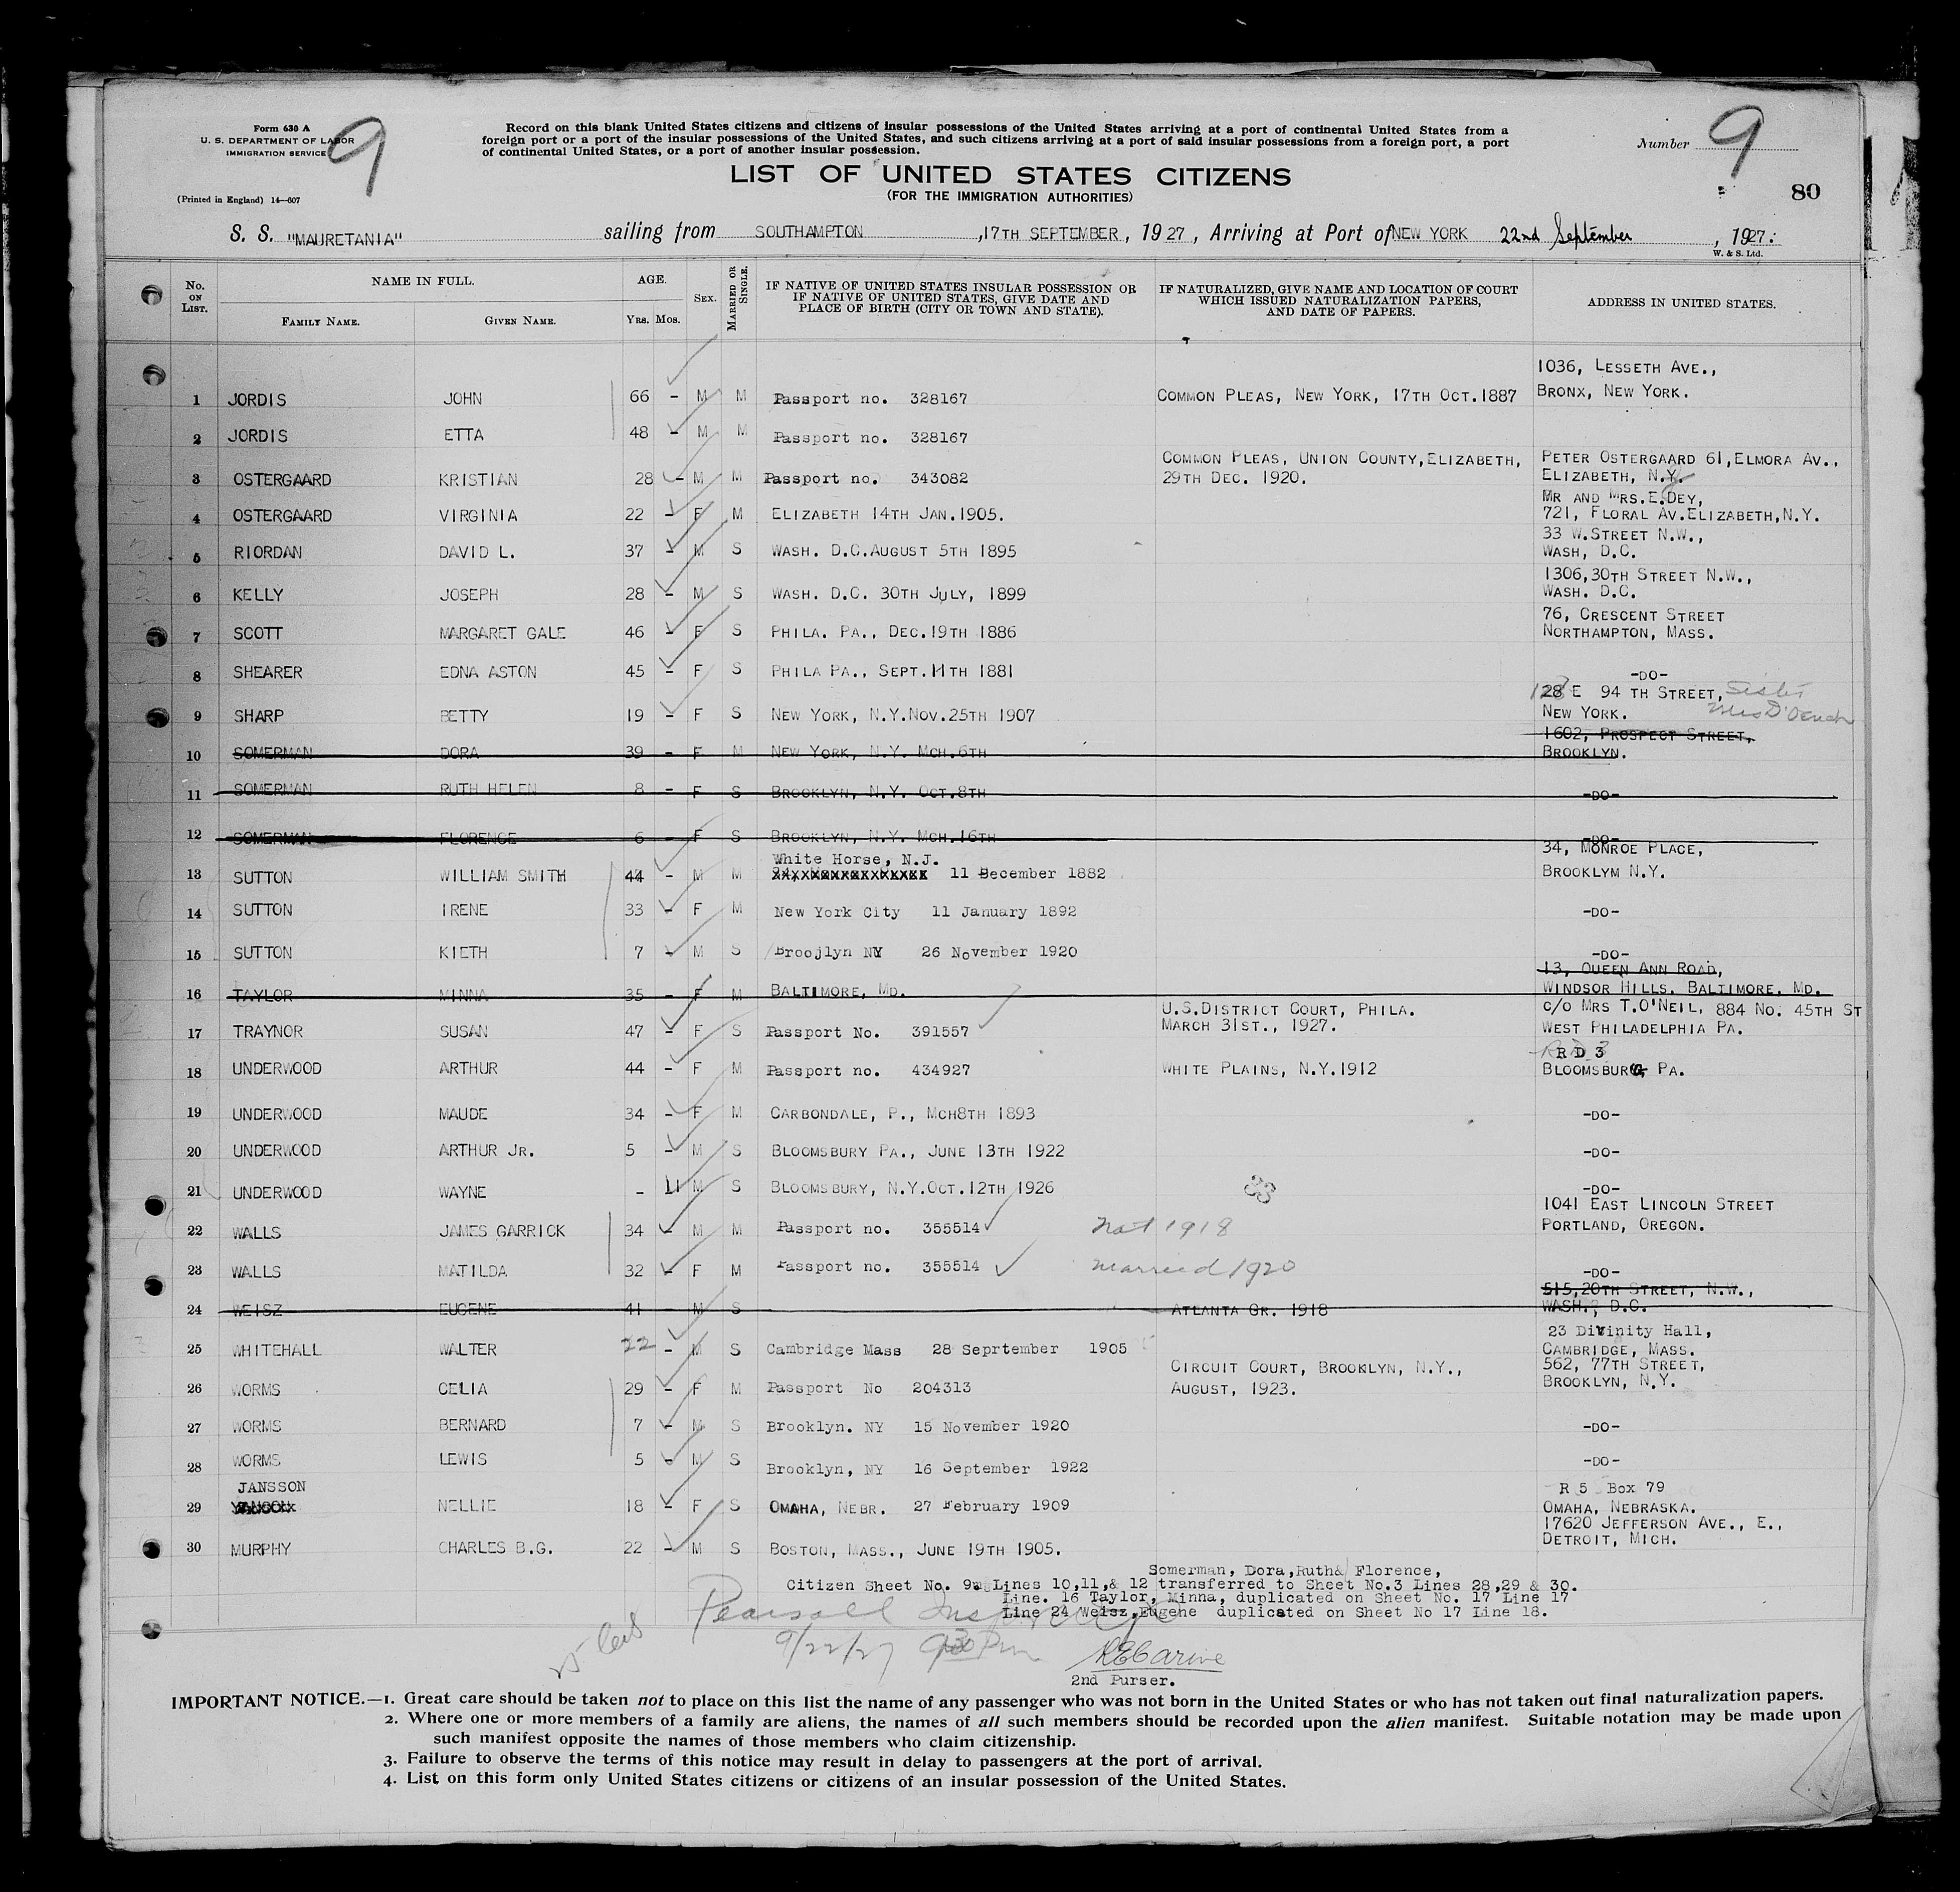 Form 630 A
U. S. DEPARTMENT OF LABOR
IMMIGRATION SERVICE
9
(Printed in England) 14—607
Record on this blank United States citizens and citizens of insular possessions of the United States arriving at a port of continental United States from a
foreign port or a port of the insular possessions of the United States, and such citizens arriving at a port of said insular possessions from a foreign port, a port
of continental United States, or a port of another insular possession.
Number 9
LIST OF UNITED STATES CITIZENS
(FOR THE IMMIGRATION AUTHORITIES)
80
S. S. "MAURETANIA" sailing from SOUTHAMPTON ,17TH SEPTEMBER, 1927, Arriving at Port of NEW YORK 22nd September, 1927:
W. & S. Ltd.
No. ON LIST. NAME IN FULL. FAMILY NAME. GIVEN NAME. AGE. YRS. MOS. SEX. MARRIED OR SINGLE. IF NATIVE OF UNITED STATES INSULAR POSSESSION OR IF NATIVE OF UNITED STATES, GIVE DATE AND PLACE OF BIRTH (CITY OR TOWN AND STATE). IF NATURALIZED, GIVE NAME AND LOCATION OF COURT WHICH ISSUED NATURALIZATION PAPERS, AND DATE OF PAPERS. ADDRESS IN UNITED STATES.
1036, LESSETH AVE.,
1 JORDIS JOHN 66 - M M Passport no. 328167 COMMON PLEAS, NEW YORK, 17TH OCT.1887 BRONX, NEW YORK.
2 JORDIS ETTA 48 - M M Passport no. 328167
COMMON PLEAS, UNION COUNTY,ELIZABETH, PETER OSTERGAARD 61,ELMORA AV.,
3 OSTERGAARD KRISTIAN 28 - M M Passport no. 343082 29TH DEC. 1920. ELIZABETH, N.Y.
MR AND MRS.E.DEY,
4 OSTERGAARD VIRGINIA 22 - F M ELIZABETH 14TH JAN.1905. 721, FLORAL AV.ELIZABETH,N.Y.
33 W.STREET N.W.,
5 RIORDAN DAVID L. 37 - M S WASH. D.C.AUGUST 5TH 1895 WASH, D.C.
1306,30TH STREET N.W.,
6 KELLY JOSEPH 28 - M S WASH. D.C. 30TH JULY, 1899 WASH. D.C.
76, CRESCENT STREET
7 SCOTT MARGARET GALE 46 - F S PHILA. PA., DEC.19TH 1886 NORTHAMPTON, MASS.
8 SHEARER EDNA ASTON 45 - F S PHILA PA., SEPT.11TH 1881 -DO-
128 E 94 TH STREET, Sister
9 SHARP BETTY 19 - F S NEW YORK, N.Y.NOV.25TH 1907 NEW YORK. Mrs
1602, PROSPECT STREET,
10 SOMERMAN DORA 39 - F M NEW YORK, N.Y. MCH.6TH BROOKLYN.
11 SOMERMAN RUTH HELEN 8 - F S BROOKLYN, N.Y. OCT.8TH -DO-
12 SOMERMAN FLORENCE 6 - F S BROOKLYN, N.Y. MCH.16TH -DO-
White Horse, N.J. 34, MONROE PLACE,
13 SUTTON WILLIAM SMITH 44 - M M 11 December 1882 BROOKLYM N.Y.
14 SUTTON IRENE 33 - F M New York City 11 January 1892 -DO-
15 SUTTON KIETH 7 - M S Broojlyn NY 26 November 1920 -DO-
13, QUEEN ANN ROAD,
16 TAYLOR MINNA 35 - F M BALTIMORE, MD. WINDSOR HILLS, BALTIMORE, MD.
U.S.DISTRICT COURT, PHILA. C/O MRS T.O'NEIL, 884 NO. 45TH ST
17 TRAYNOR SUSAN 47 - F S Passport No. 391557 MARCH 31ST., 1927. WEST PHILADELPHIA PA.
R D 3
18 UNDERWOOD ARTHUR 44 - F M Passport no. 434927 WHITE PLAINS, N.Y.1912 BLOOMSBURG PA.
19 UNDERWOOD MAUDE 34 - F M CARBONDALE, P., MCH8TH 1893 -DO-
20 UNDERWOOD ARTHUR JR. 5 - M S BLOOMSBURY PA., JUNE 13TH 1922 -DO-
21 UNDERWOOD WAYNE - 11 M S BLOOMSBURY, N.Y.OCT.12TH 1926 -DO-
1041 EAST LINCOLN STREET
22 WALLS JAMES GARRICK 34 - M M Passport no. 355514 Nat 1918 PORTLAND, OREGON.
23 WALLS MATILDA 32 - F M Passport no. 355514 married 1920 -DO-
515,20TH STREET, N.W.,
24 WEISZ EUGENE 41 - M S ATLANTA GR. 1918 WASH., D.C.
23 Divinity Hall,
25 WHITEHALL WALTER 22 - M S Cambridge Mass 28 Seprtember 1905 CAMBRIDGE, MASS.
CIRCUIT COURT, BROOKLYN, N.Y., 562, 77TH STREET,
26 WORMS CELIA 29 - F M Passport No 204313 AUGUST, 1923. BROOKLYN, N.Y.
27 WORMS BERNARD 7 - M S Brooklyn. NY 15 November 1920 -DO-
28 WORMS LEWIS 5 - M S Brooklyn, NY 16 September 1922 -DO-
JANSSON R 5 Box 79
29 NELLIE 18 - F S OMAHA, NEBR. 27 February 1909 OMAHA, NEBRASKA.
17620 JEFFERSON AVE., E.,
30 MURPHY CHARLES B.G. 22 - M S BOSTON, MASS., JUNE 19TH 1905. DETROIT, MICH.
Somerman, Dora,Ruth& Florence,
Citizen Sheet No. 9 Lines 10,11,& 12 transferred to Sheet No.3 Lines 28,29 & 30.
Line. 16 Taylor, Minna, duplicated on Sheet No. 17 Line 17
Line 24 Weisz,Eugene duplicated on Sheet No 17 Line 18.
Pearsall Insp
9/22/27 930 Pm
2nd Purser.
IMPORTANT NOTICE.—1. Great care should be taken not to place on this list the name of any passenger who was not born in the United States or who has not taken out final naturalization papers.
2. Where one or more members of a family are aliens, the names of all such members should be recorded upon the alien manifest. Suitable notation may be made upon
such manifest opposite the names of those members who claim citizenship.
3. Failure to observe the terms of this notice may result in delay to passengers at the port of arrival.
4. List on this form only United States citizens or citizens of an insular possession of the United States.